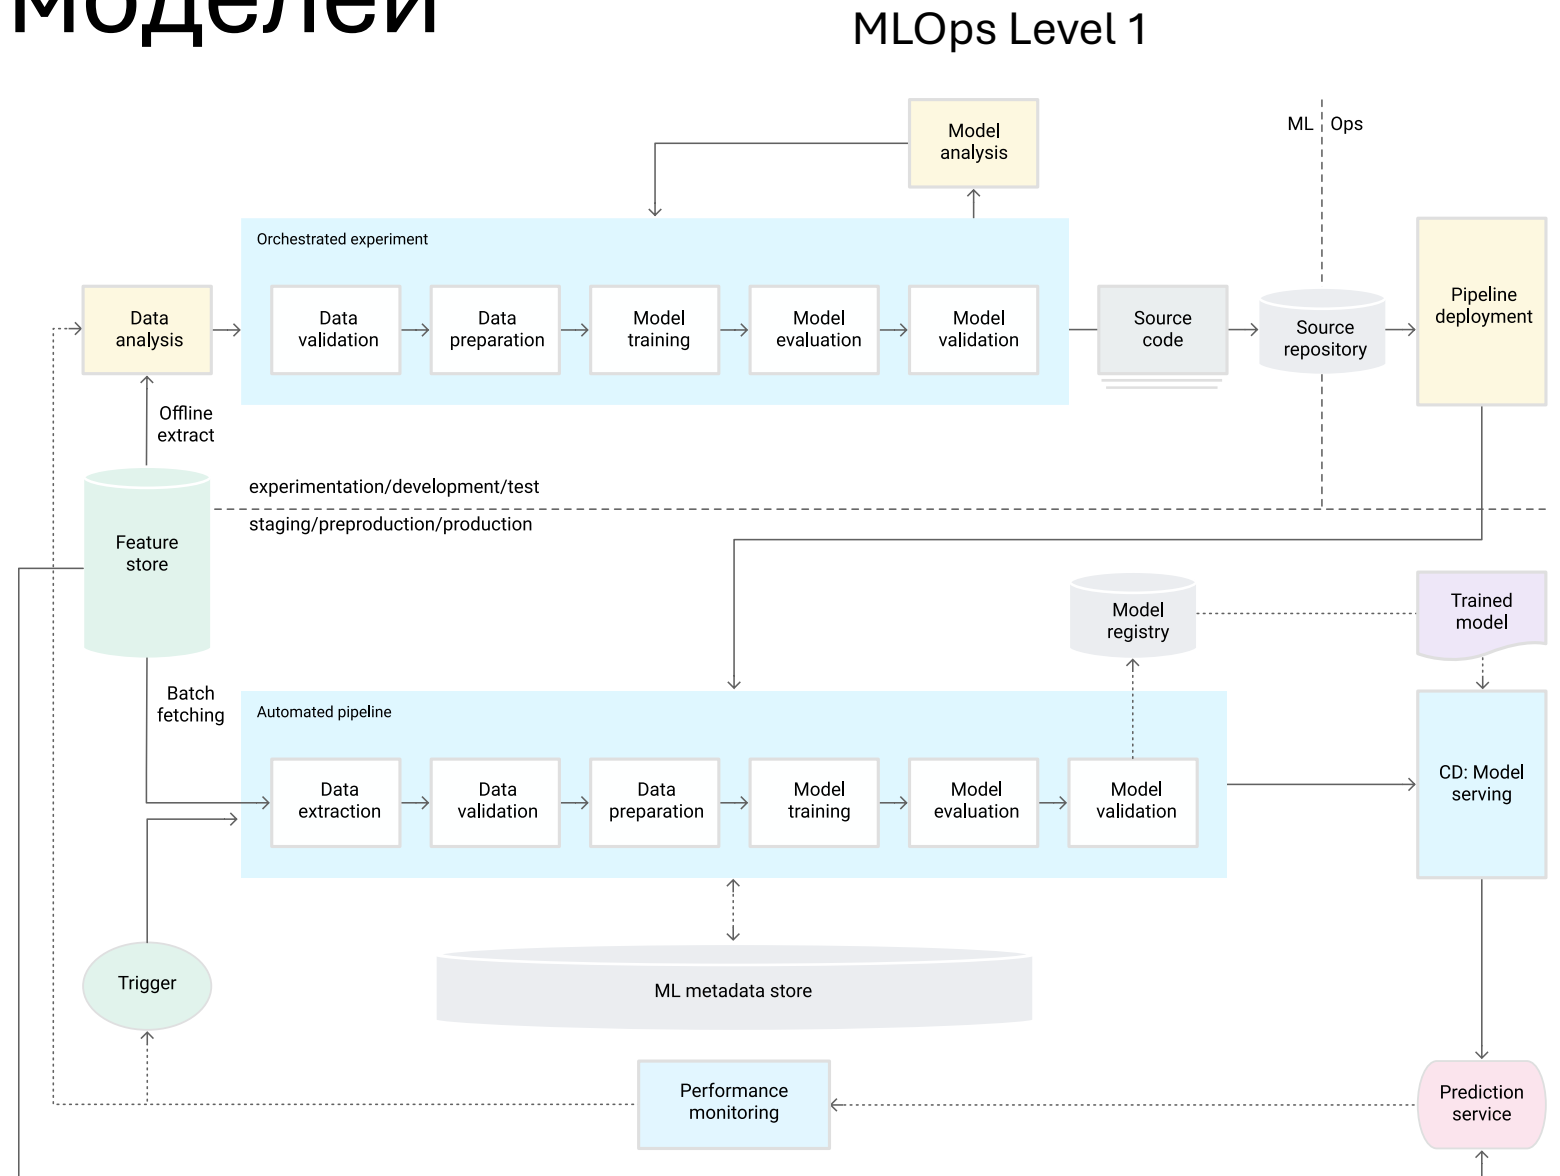 моделей
MLOps Level 1
Model
analysis
ML
Ops
Orchestrated experiment
Data
analysis
Data
validation
Data
preparation
Model
training
Model
evaluation
Model
validation
Source
code
Source
repository
Pipeline
deployment
Offline
extract
experimentation/development/test
staging/preproduction/production
Feature
store
Model
registry
Trained
model
Batch
fetching
Automated pipeline
Data
extraction
Data
validation
Data
preparation
Model
training
Model
evaluation
Model
validation
CD: Model
serving
Trigger
ML metadata store
Performance
monitoring
Prediction
service